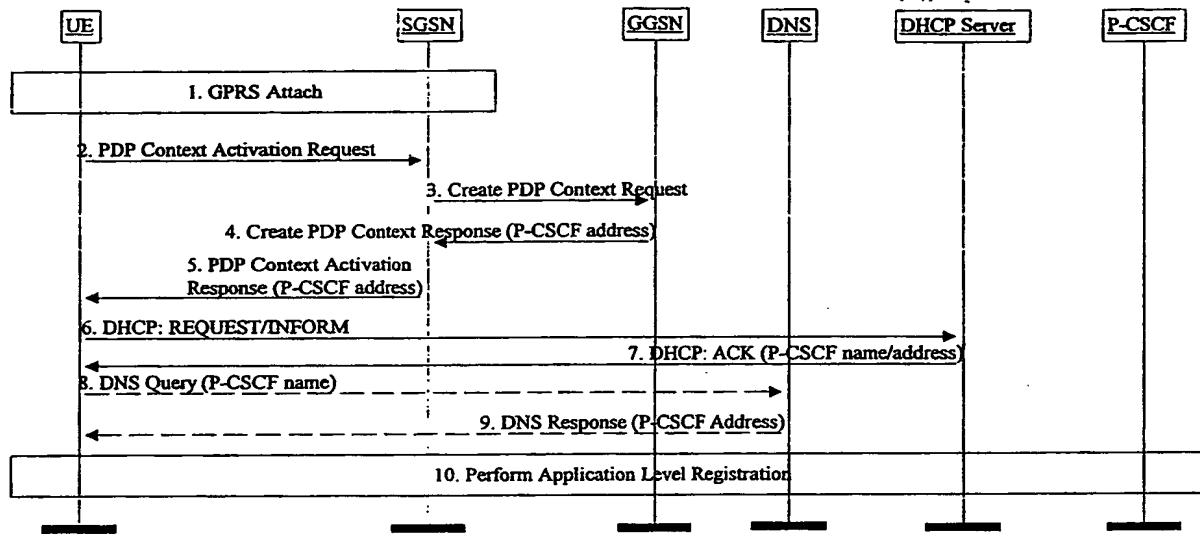 UE SGSN GGSN DNS DHCP Server P-CSCF
1. GPRS Attach
2. PDP Context Activation Request
3. Create PDP Context Request
4. Create PDP Context Response (P-CSCF address)
5. PDP Context Activation
Response (P-CSCF address)
6. DHCP: REQUEST/INFORM
7. DHCP: ACK (P-CSCF name/address)
8. DNS Query (P-CSCF name)
9. DNS Response (P-CSCF Address)
10. Perform Application Level Registration